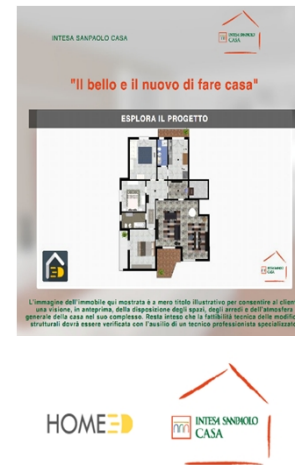 INTESA SANPAOLO CASA
INTESA SANPAOLO
CASA
"Il bello e il nuovo di fare casa"
ESPLORA IL PROGETTO
L'immagine dell'immobile qui mostrata è a mero titolo illustrativo per consentire al clien
una visione, in anteprima, della disposizione degli spazi, degli arredi e dell'atmosfera
generale della casa nel suo complesso. Resta inteso che la fattibilità tecnica delle modific
strutturali dovrà essere verificata con l'ausilio di un tecnico professionista specializzato
HOME3D
INTESA SANPAOLO
CASA